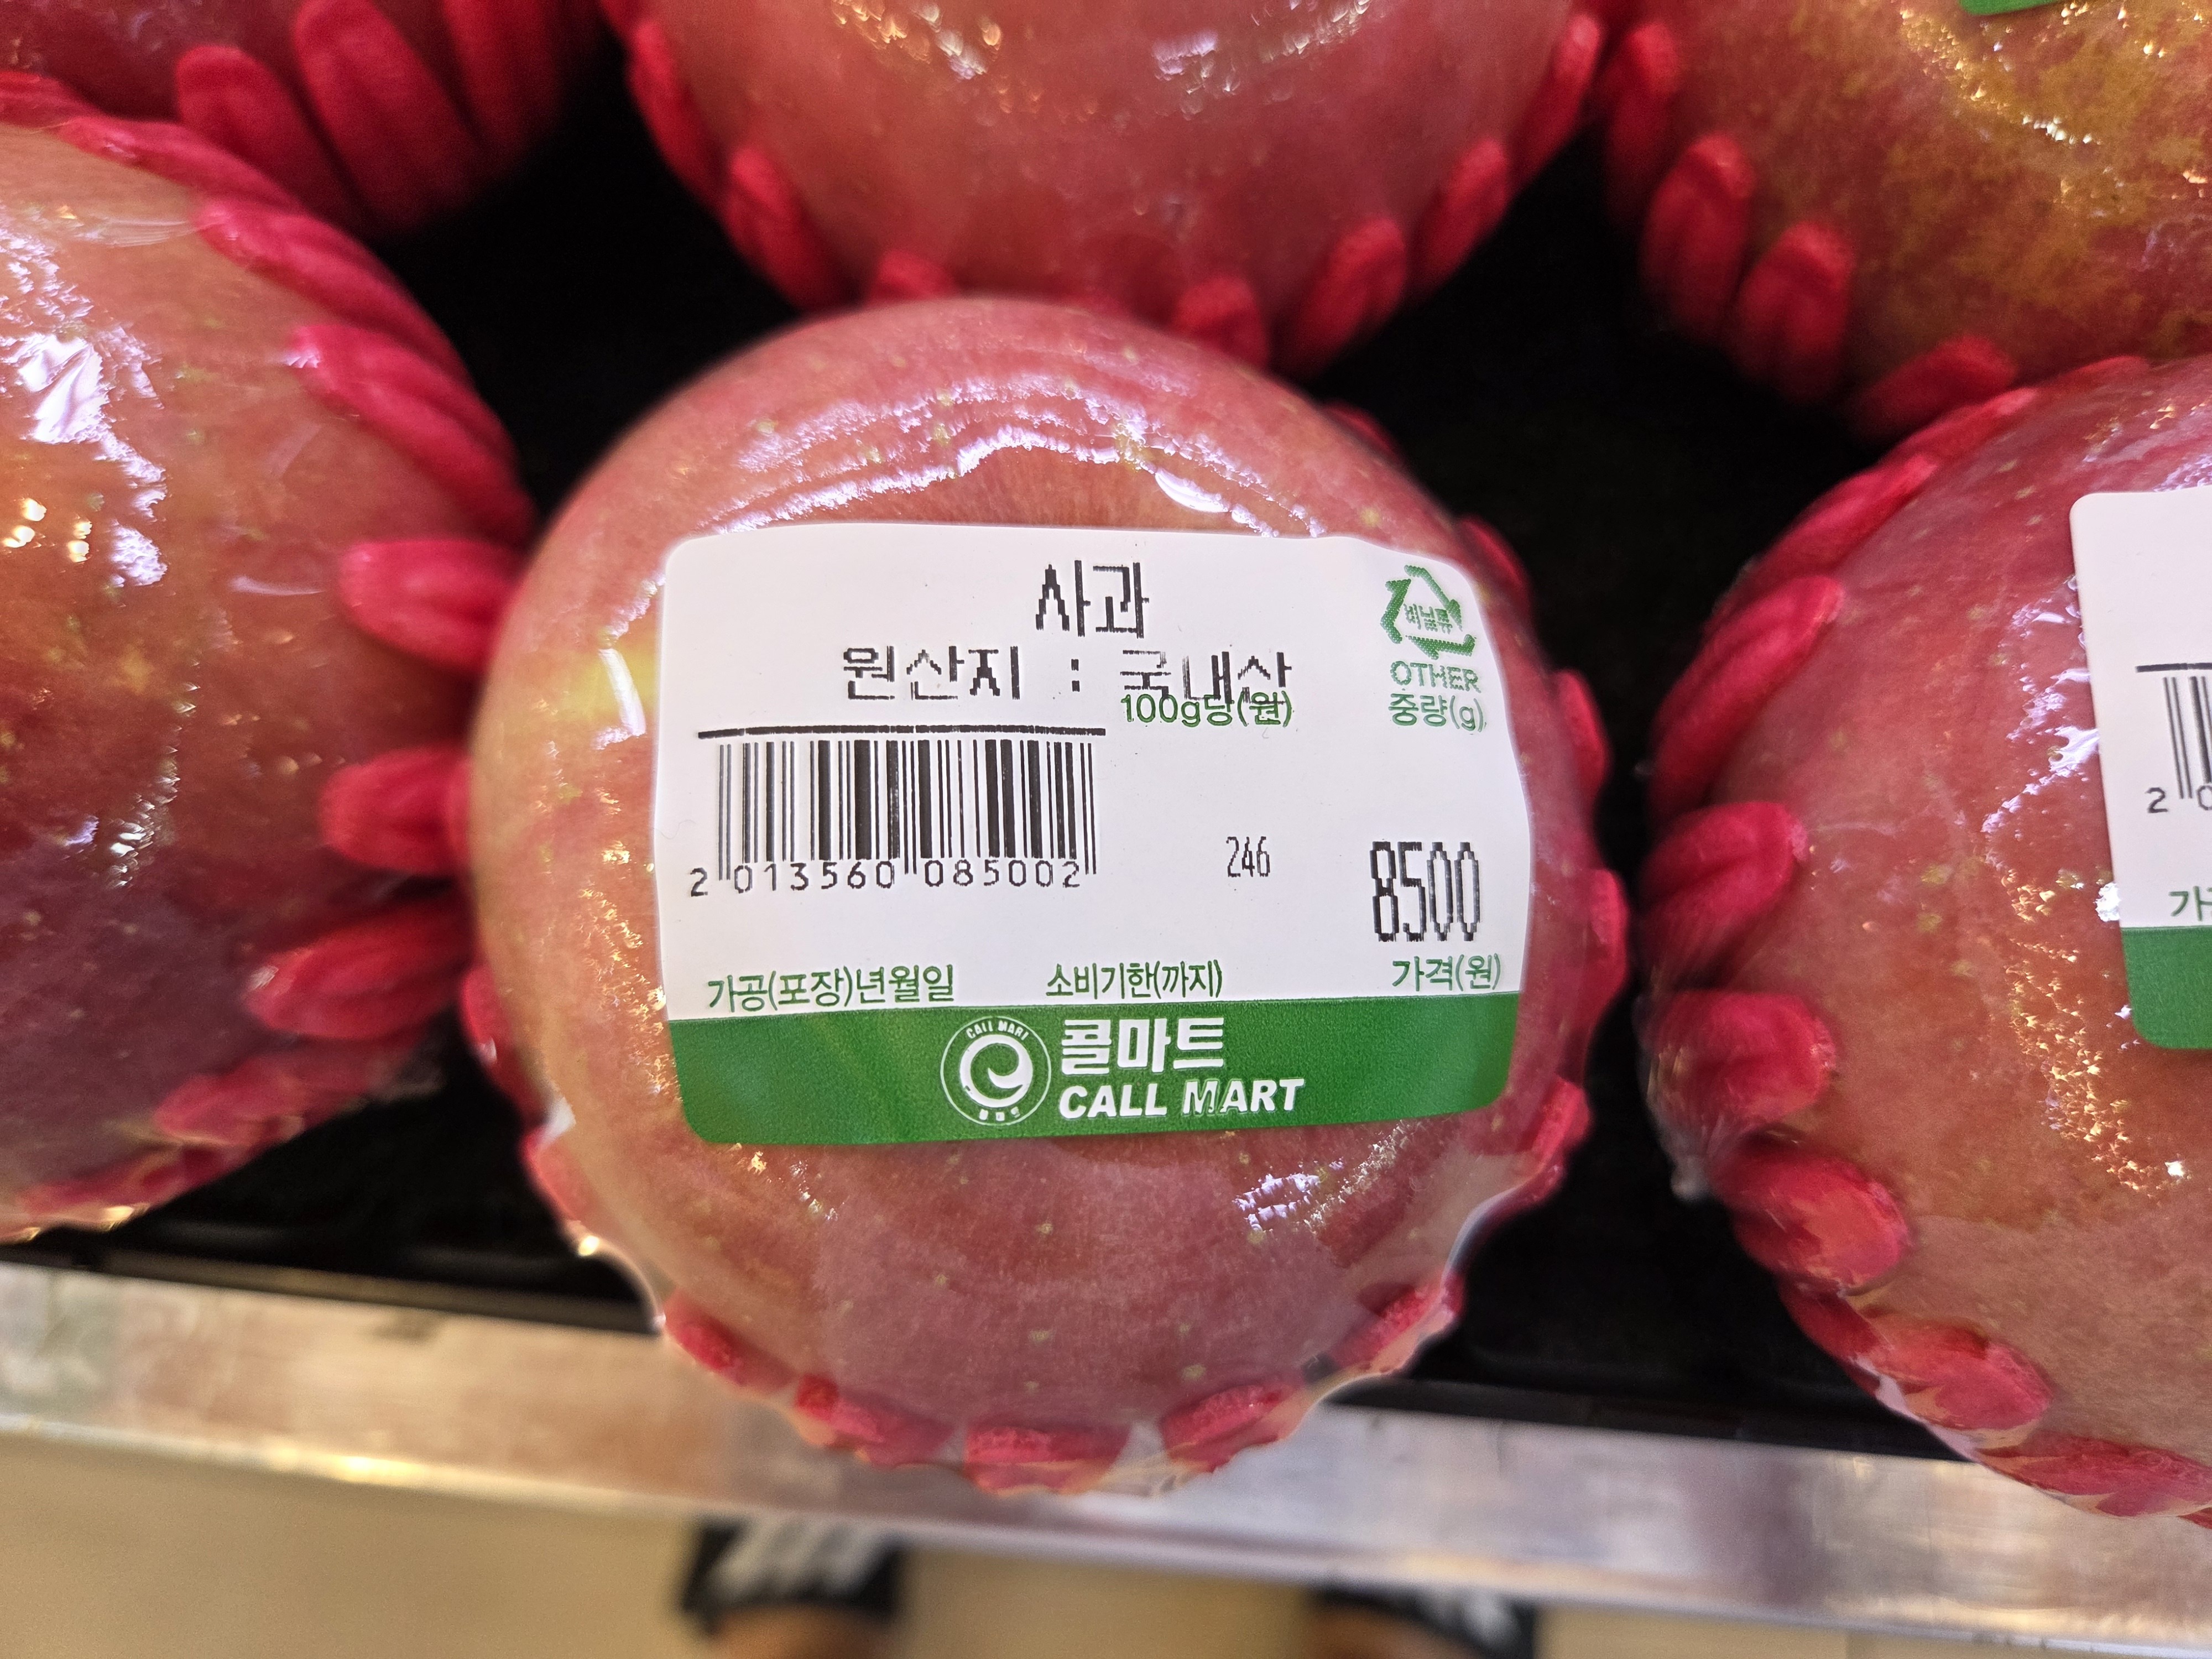 사과
비닐류
OTHER
원산지 : 국내산
100g당(원)
중량(g)
2 013560 085002
246
8500
가공(포장)년월일
소비기한(까지)
가격(원)
CALL MART
콜마트
CALL MART
2 0